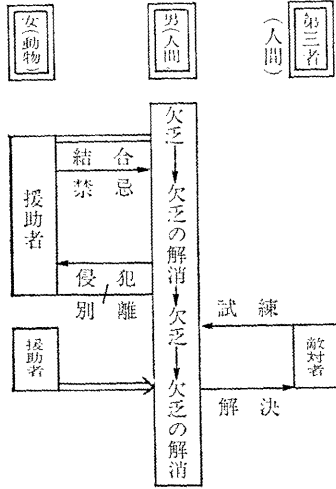 女（動物）
男（人間）
第三者
（人間）
欠乏→欠乏の解消→欠乏→欠乏の解消
援助者
結合
禁忌
侵犯
別離
援助者
試練
敵対者
解決